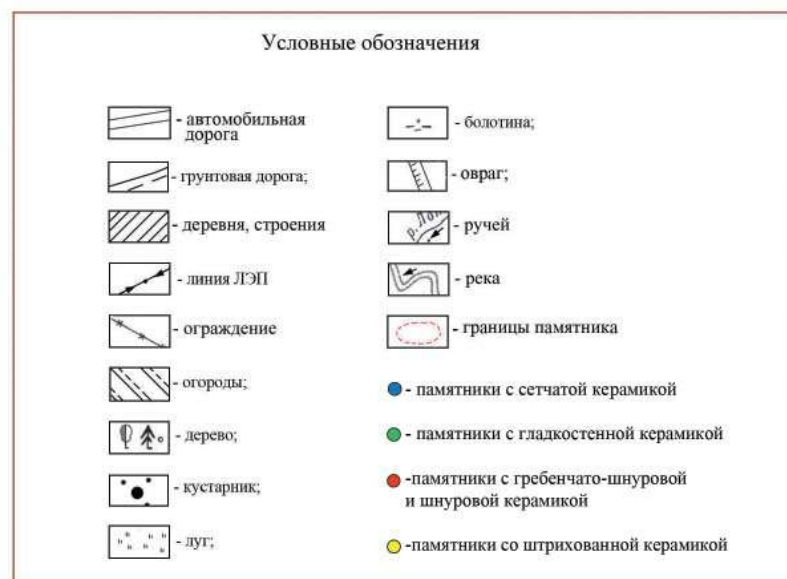 Условные обозначения
- автомобильная
дорога
- грунтовая дорога;
- деревня, строения
- линия ЛЭП
- ограждение
- огороды;
- дерево;
- кустарник;
- луг;
- болотина;
- овраг;
р. Лоп
- ручей
- река
- границы памятника
- памятники с сетчатой керамикой
- памятники с гладкостенной керамикой
-памятники с гребенчато-шнуровой
и шнуровой керамикой
-памятники со штрихованной керамикой